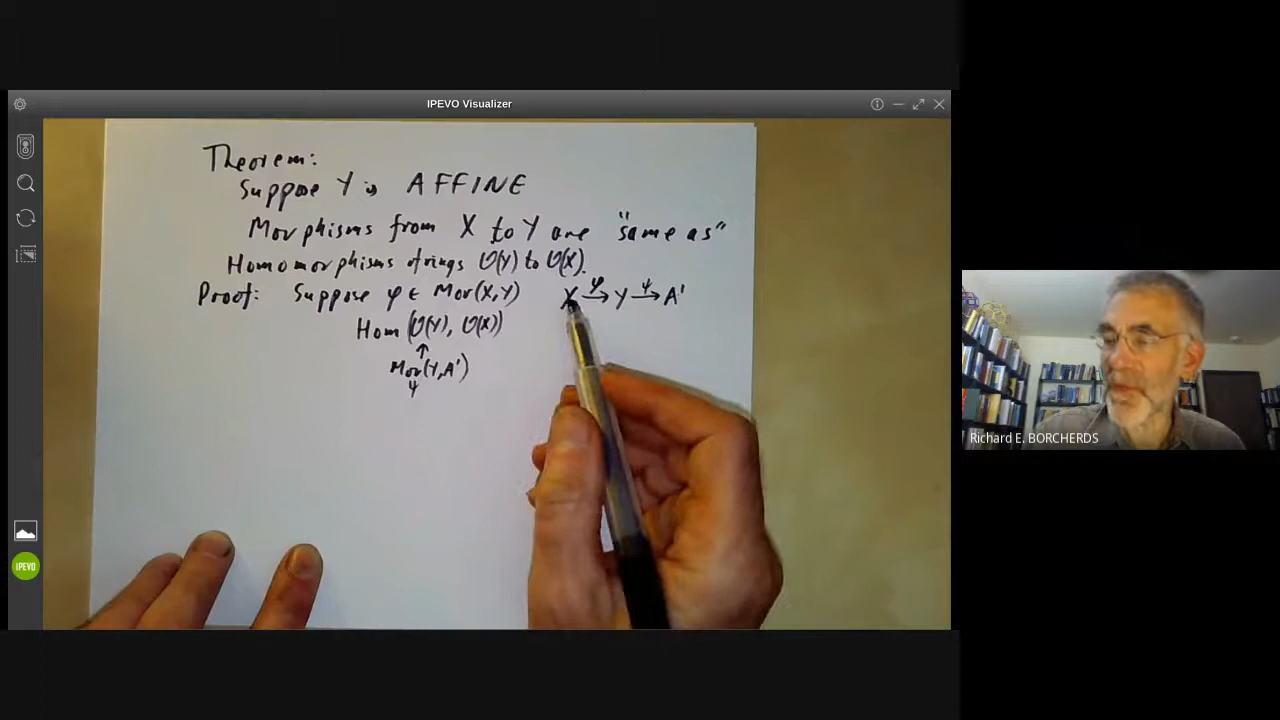 IPEVO Visualizer
Theorem:
Suppose Y is AFFINE
Morphisms from X to Y are "same as"
Homomorphisms of rings O(Y) to O(X).
Proof: Suppose φ ∈ Mor(X,Y) X →φ Y →ψ A¹
Hom (O(Y), O(X))
↑
Mor(Y,A¹)
ψ
IPEVO
Richard E. BORCHERDS